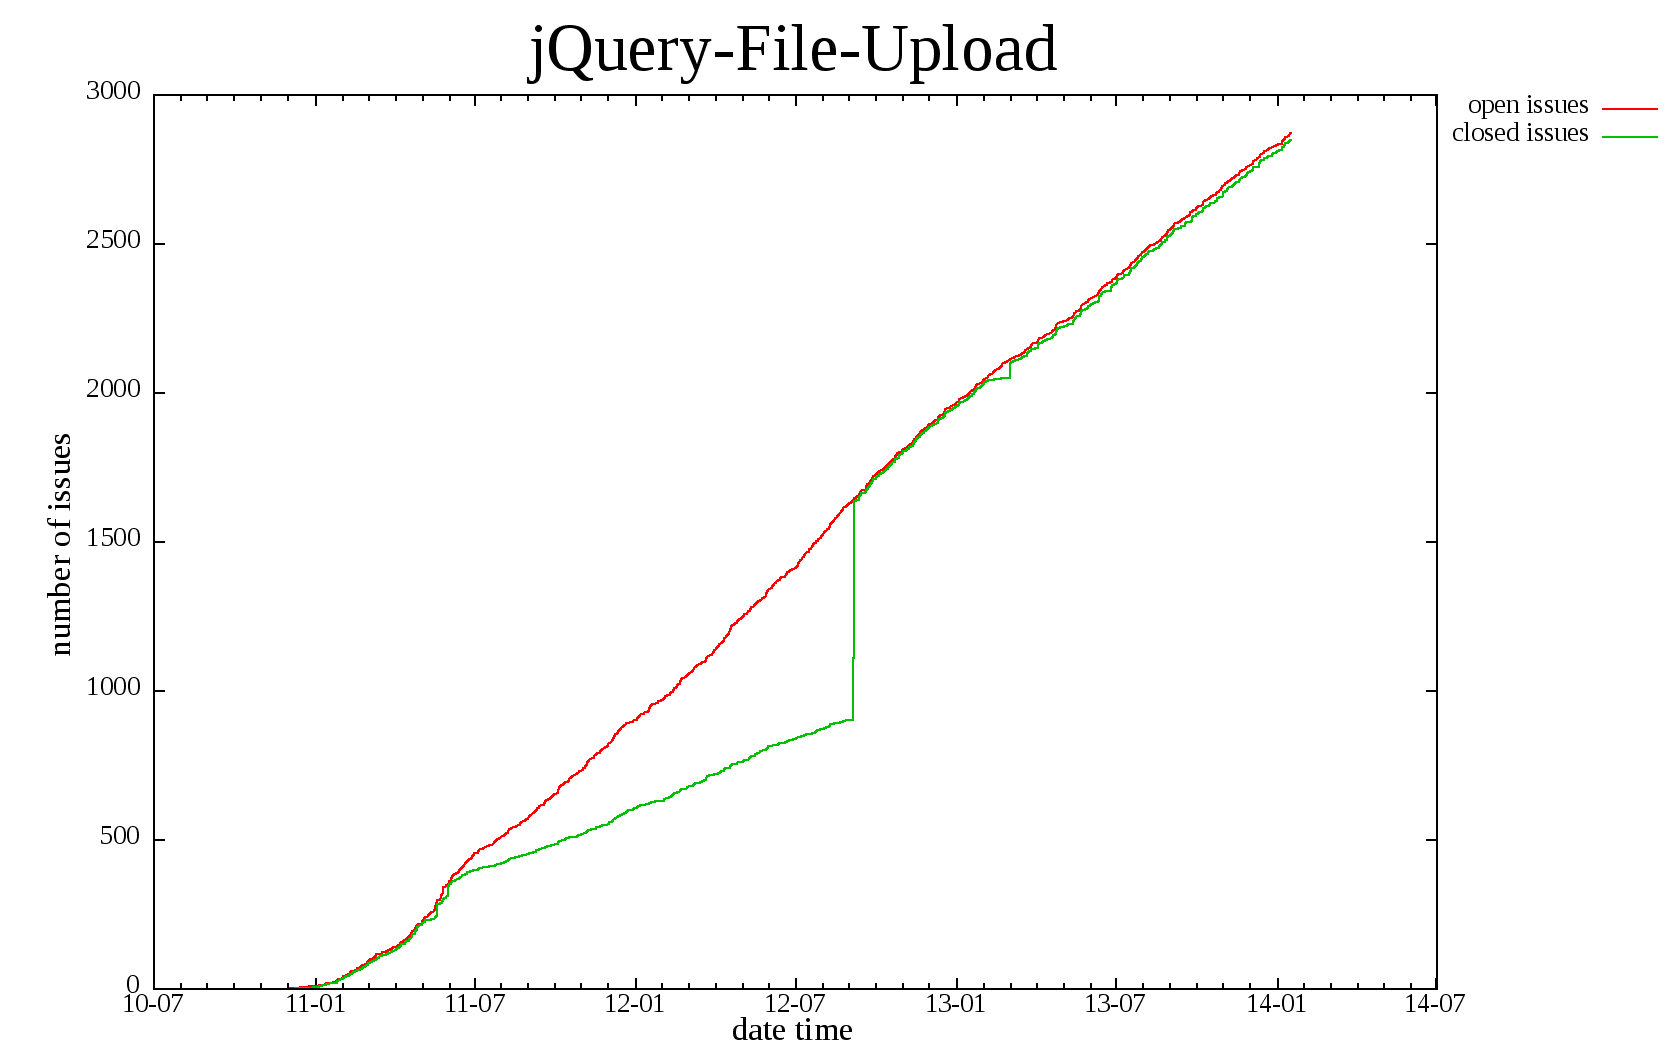 jQuery-File-Upload
open issues
closed issues
3000
2500
2000
1500
1000
500
0
number of issues
10-07 11-01 11-07 12-01 12-07 13-01 13-07 14-01 14-07
date time